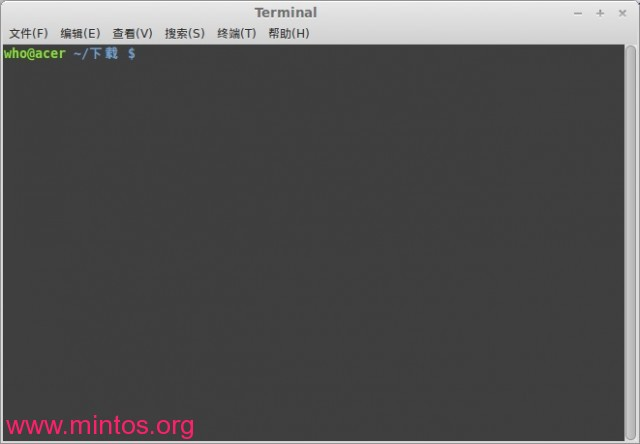 Terminal
文件(F) 编辑(E) 查看(V) 搜索(S) 终端(T) 帮助(H)
who@acer ~/下载 $
www.mintos.org